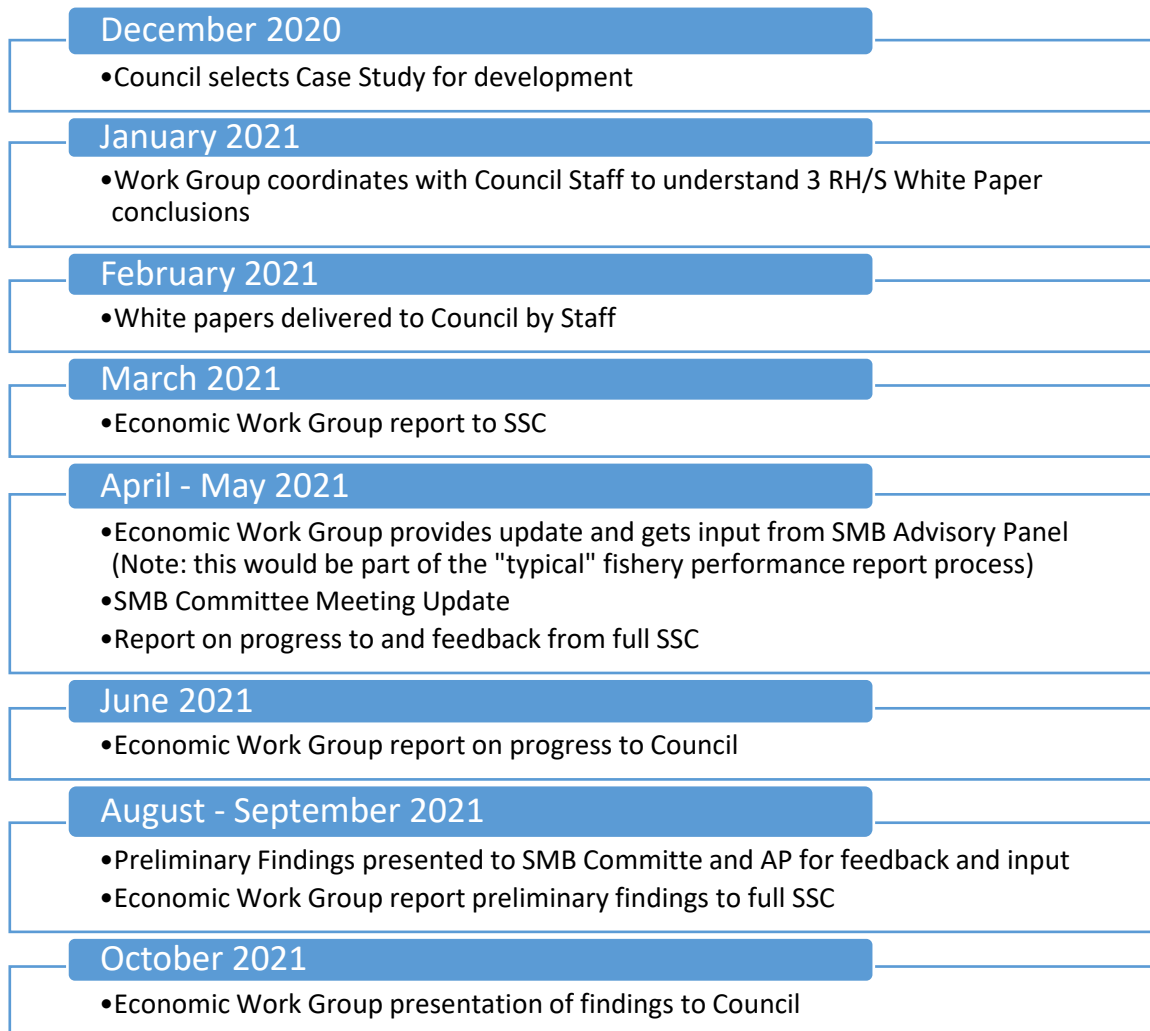 December 2020
•Council selects Case Study for development
January 2021
•Work Group coordinates with Council Staff to understand 3 RH/S White Paper
conclusions
February 2021
•White papers delivered to Council by Staff
March 2021
•Economic Work Group report to SSC
April - May 2021
•Economic Work Group provides update and gets input from SMB Advisory Panel
(Note: this would be part of the "typical" fishery performance report process)
•SMB Committee Meeting Update
•Report on progress to and feedback from full SSC
June 2021
•Economic Work Group report on progress to Council
August - September 2021
•Preliminary Findings presented to SMB Committe and AP for feedback and input
•Economic Work Group report preliminary findings to full SSC
October 2021
•Economic Work Group presentation of findings to Council